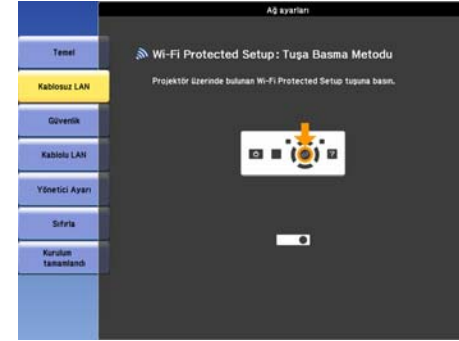 Ağ ayarları
Temel
Kablosuz LAN
Güvenlik
Kablolu LAN
Yönetici Ayarı
Sıfırla
Kurulum
tamamlandı
Wi-Fi Protected Setup: Tuşa Basma Metodu
Projektör üzerinde bulunan Wi-Fi Protected Setup tuşuna basın.
?